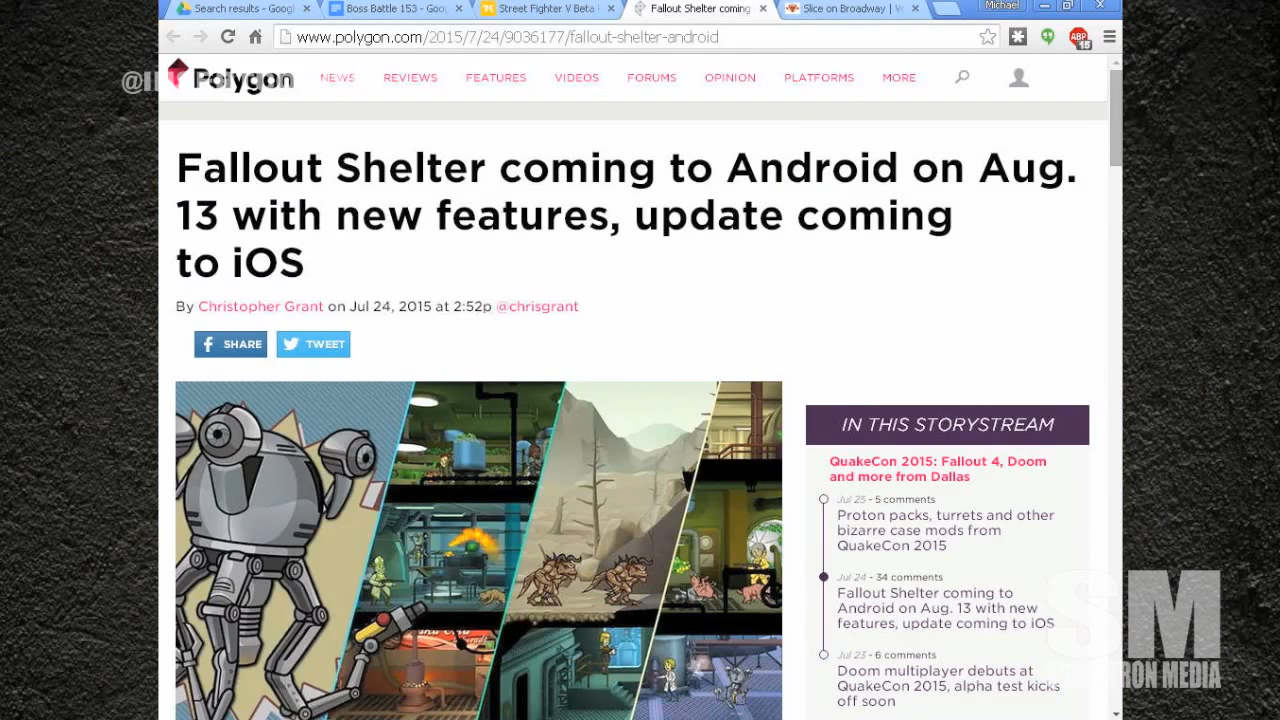 Search results - Googl
Boss Battle 153 - Goo
Street Fighter V Beta
Fallout Shelter coming
Slice on Broadway | Yo
Michael
www.polygon.com/2015/7/24/9036177/fallout-shelter-android
ABP
15
Polygon
NEWS
REVIEWS
FEATURES
VIDEOS
FORUMS
OPINION
PLATFORMS
MORE
Fallout Shelter coming to Android on Aug.
13 with new features, update coming
to iOS
By Christopher Grant on Jul 24, 2015 at 2:52p @chrisgrant
SHARE
TWEET
IN THIS STORYSTREAM
QuakeCon 2015: Fallout 4, Doom
and more from Dallas
Jul 25 - 5 comments
Proton packs, turrets and other
bizarre case mods from
QuakeCon 2015
Jul 24 - 34 comments
Fallout Shelter coming to
Android on Aug. 13 with new
features, update coming to iOS
Jul 23 - 6 comments
Doom multiplayer debuts at
QuakeCon 2015, alpha test kicks
off soon
SM
RON MEDIA